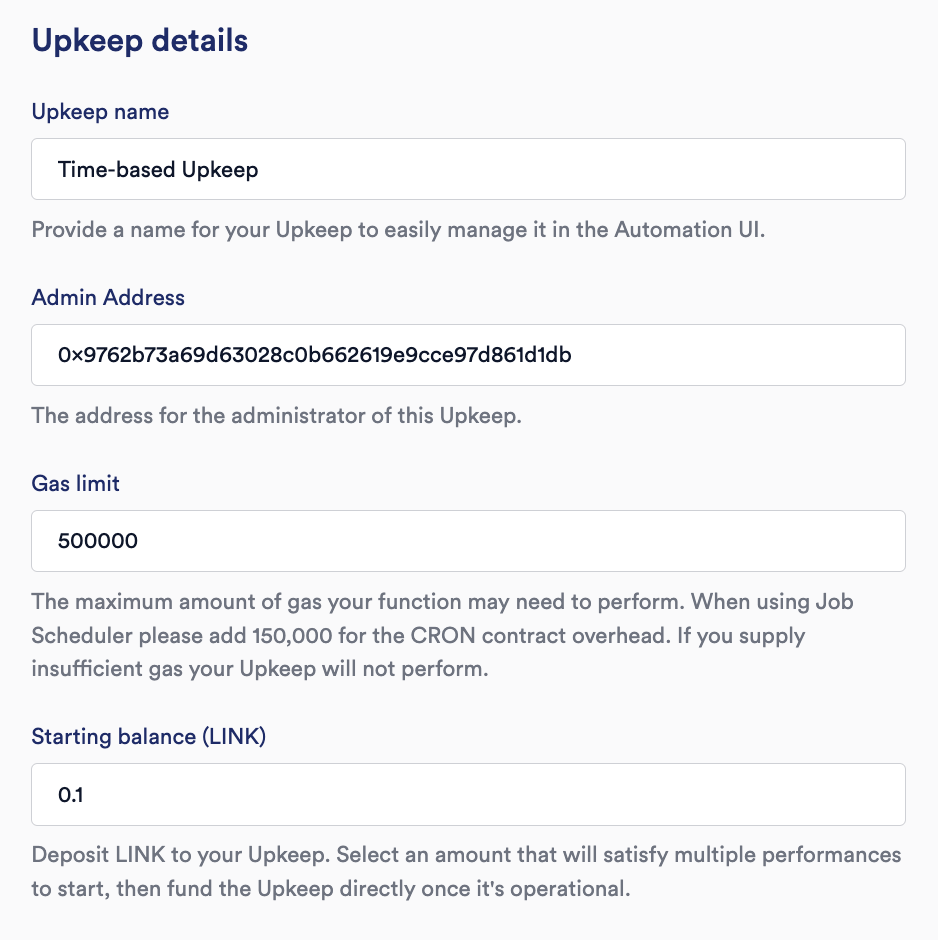 Upkeep details
Upkeep name
Time-based Upkeep
Provide a name for your Upkeep to easily manage it in the Automation UI.
Admin Address
0x9762b73a69d63028c0b662619e9cce97d861d1db
The address for the administrator of this Upkeep.
Gas limit
500000
The maximum amount of gas your function may need to perform. When using Job
Scheduler please add 150,000 for the CRON contract overhead. If you supply
insufficient gas your Upkeep will not perform.
Starting balance (LINK)
0.1
Deposit LINK to your Upkeep. Select an amount that will satisfy multiple performances
to start, then fund the Upkeep directly once it's operational.